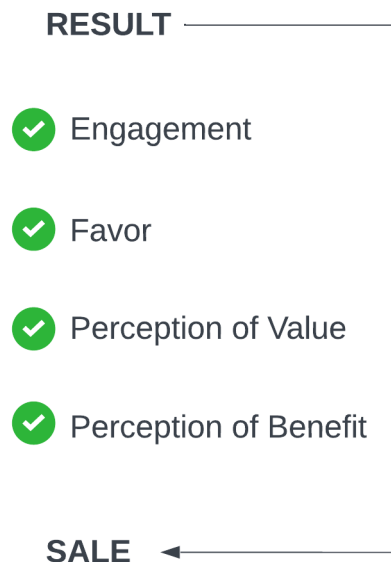 RESULT
Engagement
Favor
Perception of Value
Perception of Benefit
SALE